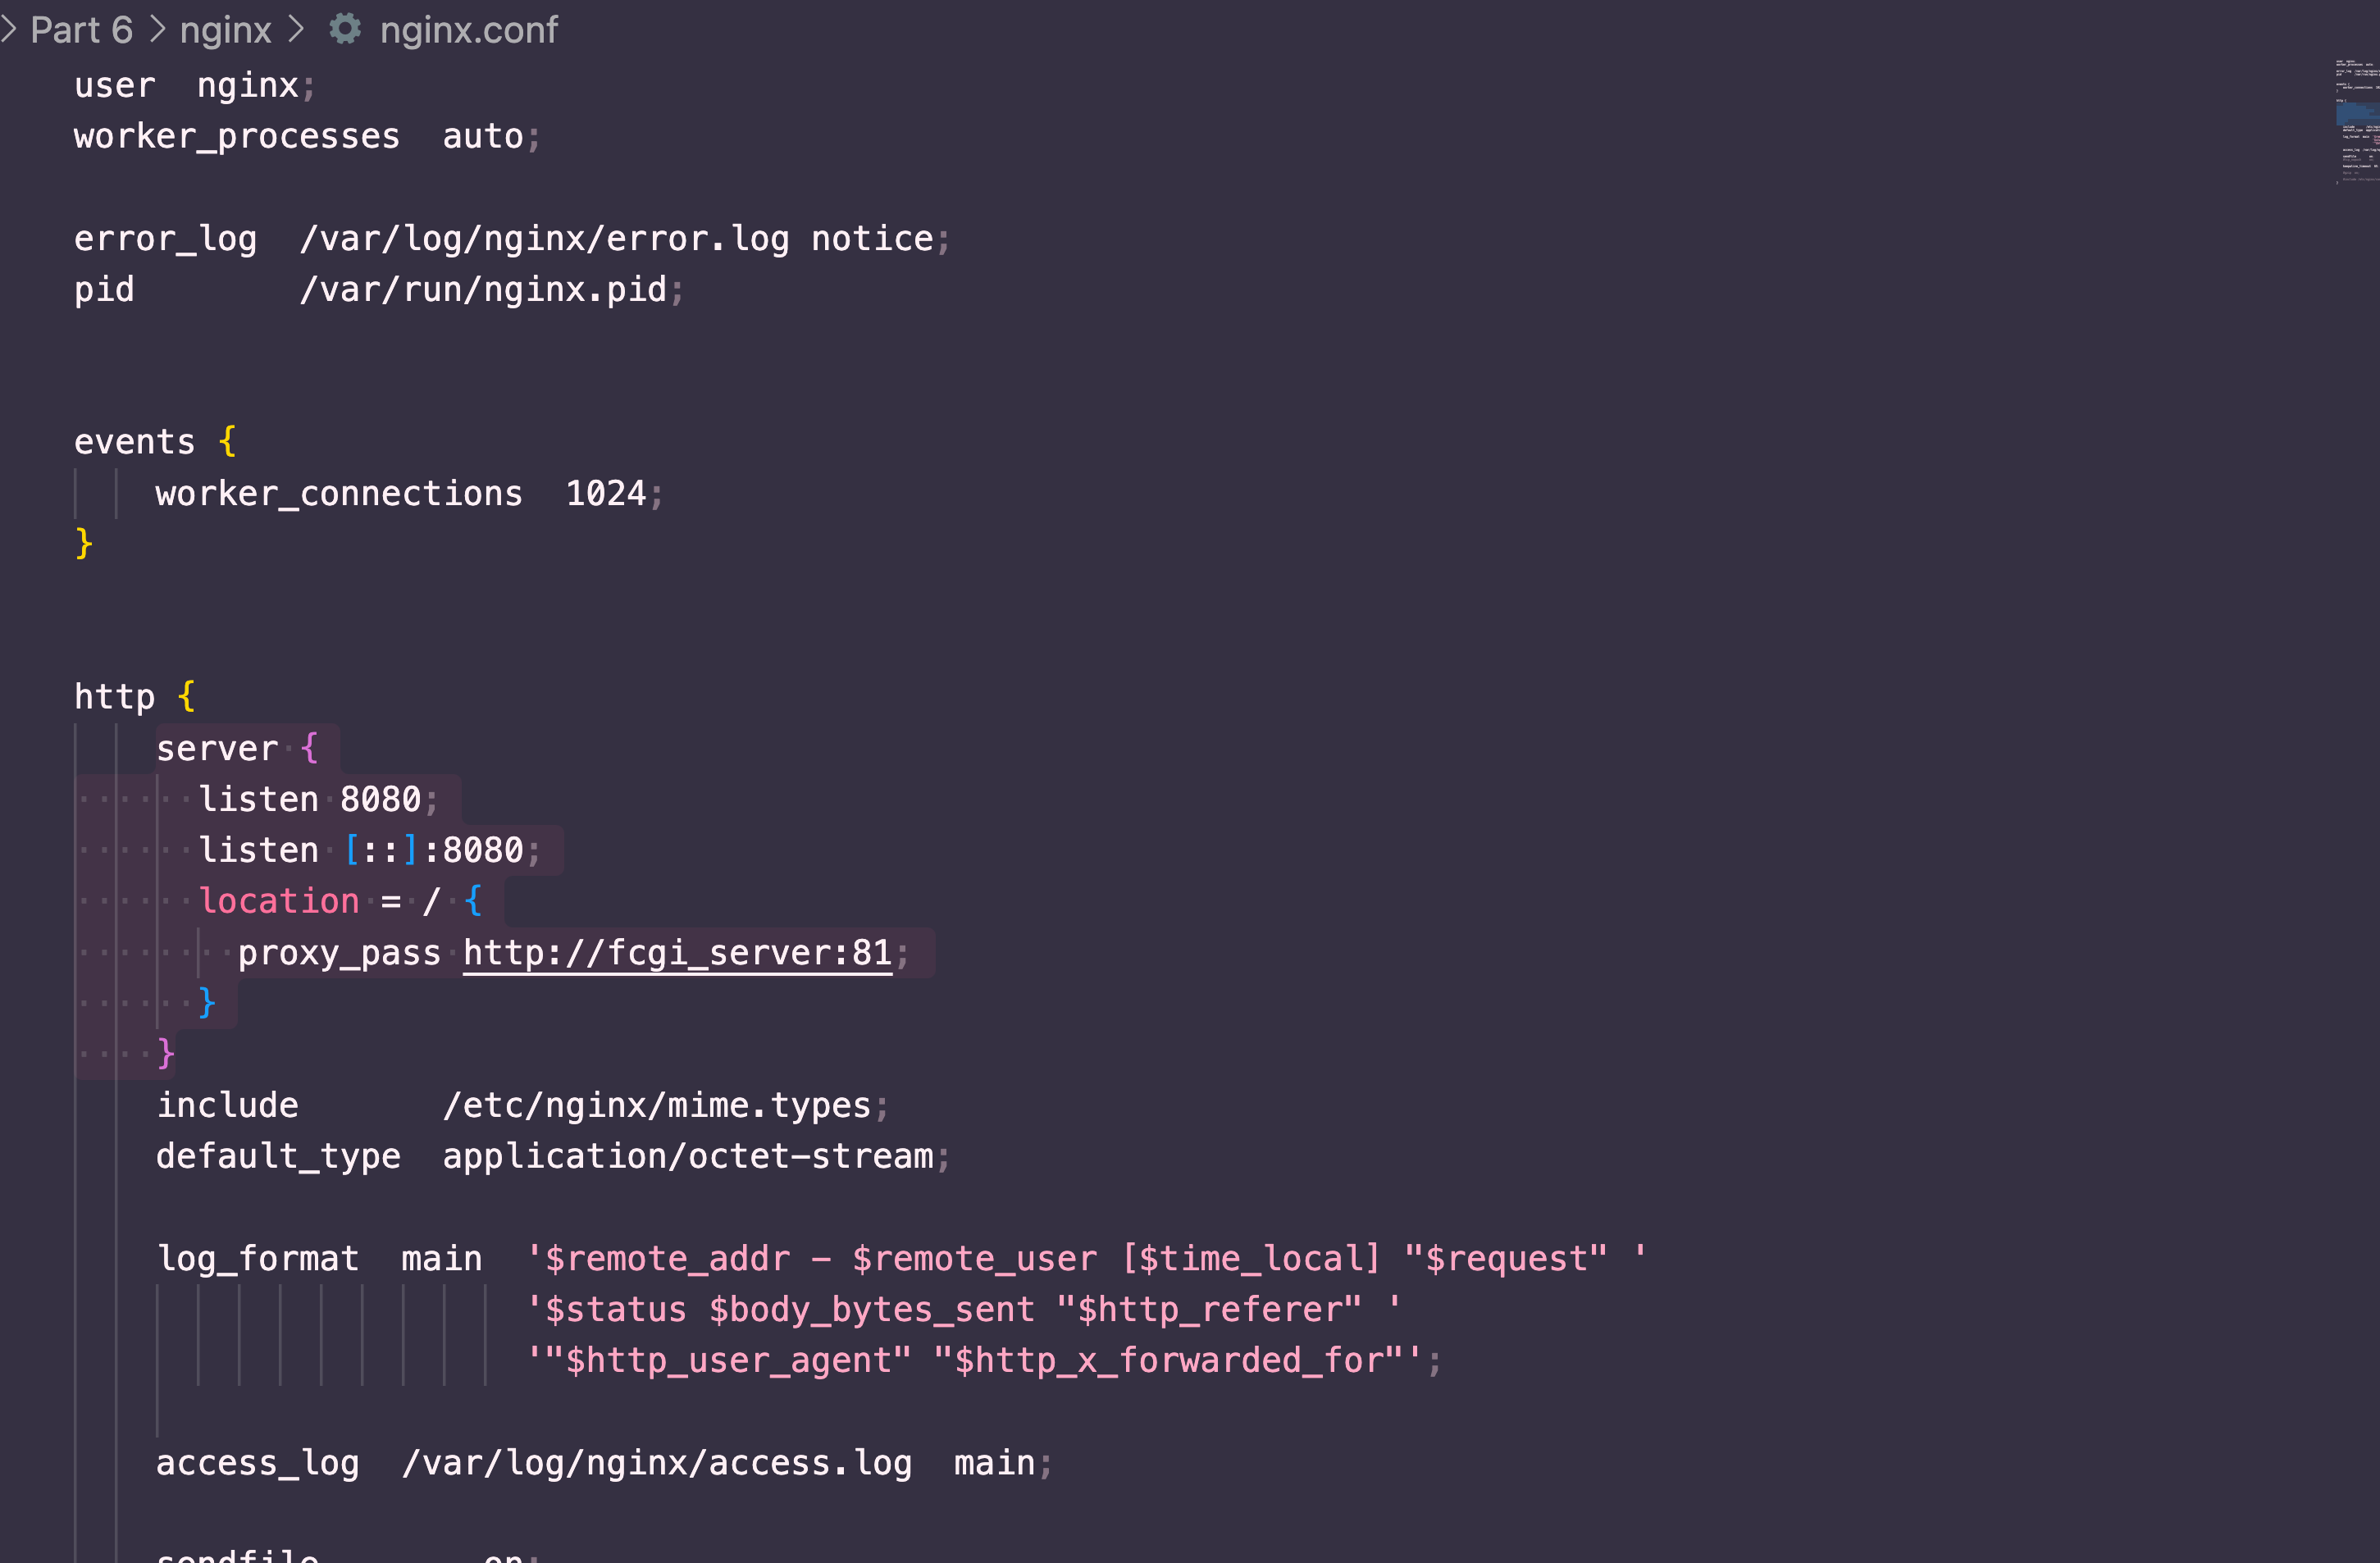 > Part 6 > nginx > nginx.conf
user  nginx;
worker_processes  auto;
error_log  /var/log/nginx/error.log notice;
pid        /var/run/nginx.pid;
events {
    worker_connections  1024;
}
http {
    server {
      listen 8080;
      listen [::]:8080;
      location = / {
        proxy_pass http://fcgi_server:81;
      }
    }
    include       /etc/nginx/mime.types;
    default_type  application/octet-stream;
    log_format  main  '$remote_addr - $remote_user [$time_local] "$request" '
                      '$status $body_bytes_sent "$http_referer" '
                      '"$http_user_agent" "$http_x_forwarded_for"';
    access_log  /var/log/nginx/access.log  main;
    sendfile        on;